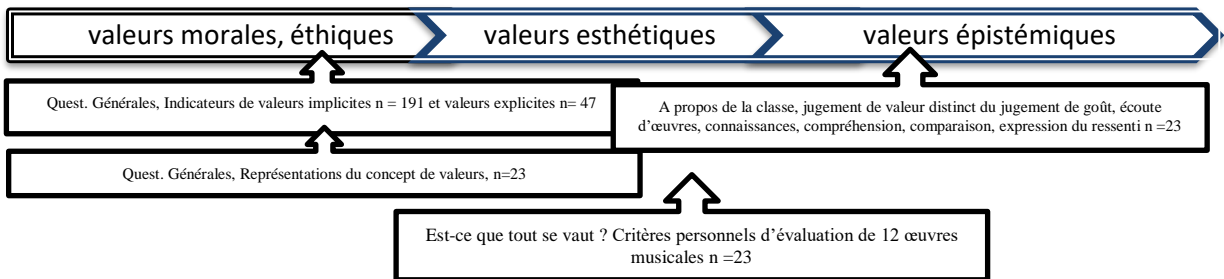 valeurs morales, éthiques
valeurs esthétiques
valeurs épistémiques
Quest. Générales, Indicateurs de valeurs implicites n = 191 et valeurs explicites n= 47
A propos de la classe, jugement de valeur distinct du jugement de goût, écoute
d’œuvres, connaissances, compréhension, comparaison, expression du ressenti n =23
Quest. Générales, Représentations du concept de valeurs, n=23
Est-ce que tout se vaut ? Critères personnels d’évaluation de 12 œuvres
musicales n =23